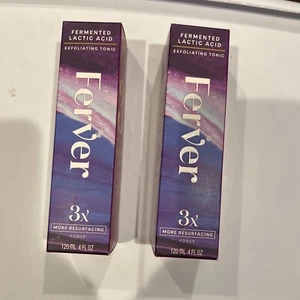 FERMENTED
LACTIC ACID
EXFOLIATING TONIC
Ferver
3x
MORE RESURFACING
POWER
120 mL 4 FL OZ
FERMENTED
LACTIC ACID
EXFOLIATING TONIC
Ferver
3x
MORE RESURFACING
POWER
120 mL 4 FL OZ